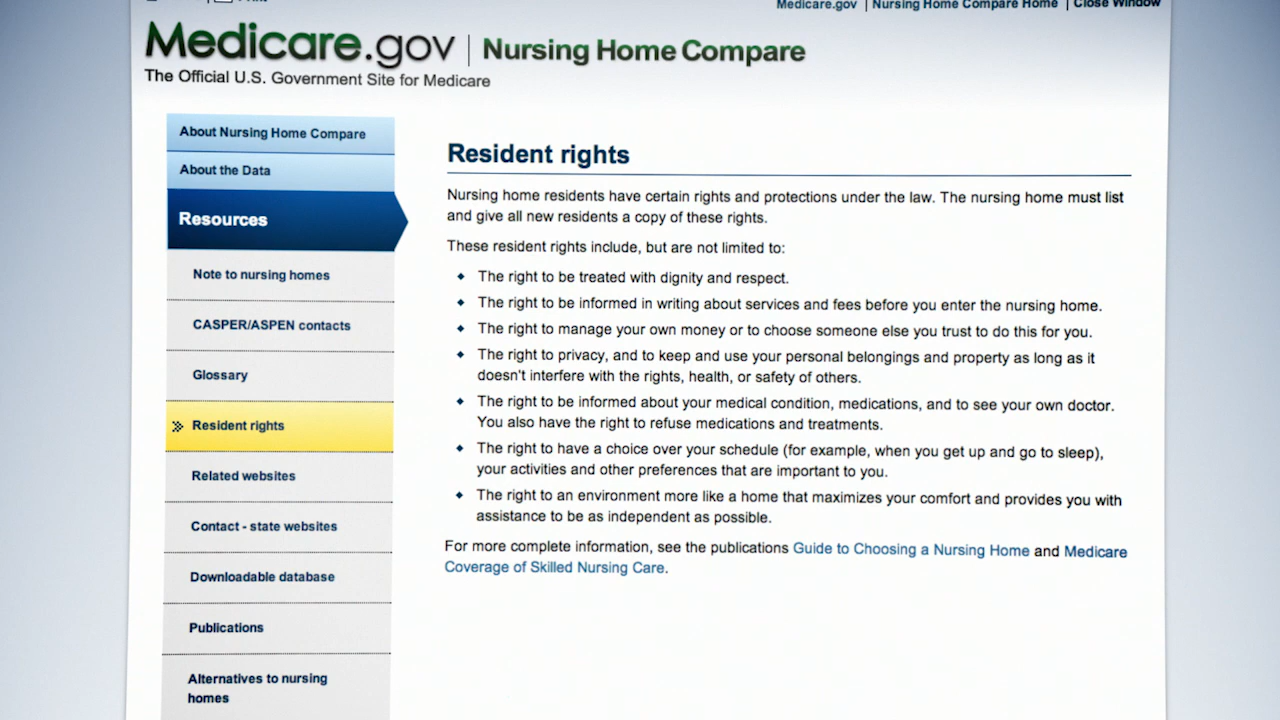 Medicare.gov | Nursing Home Compare Home | Close Window
Medicare.gov | Nursing Home Compare
The Official U.S. Government Site for Medicare
About Nursing Home Compare
About the Data
Resources
Note to nursing homes
CASPER/ASPEN contacts
Glossary
Resident rights
Related websites
Contact - state websites
Downloadable database
Publications
Alternatives to nursing
homes
Resident rights
Nursing home residents have certain rights and protections under the law. The nursing home must list
and give all new residents a copy of these rights.
These resident rights include, but are not limited to:
The right to be treated with dignity and respect.
The right to be informed in writing about services and fees before you enter the nursing home.
The right to manage your own money or to choose someone else you trust to do this for you.
The right to privacy, and to keep and use your personal belongings and property as long as it
doesn't interfere with the rights, health, or safety of others.
The right to be informed about your medical condition, medications, and to see your own doctor.
You also have the right to refuse medications and treatments.
The right to have a choice over your schedule (for example, when you get up and go to sleep),
your activities and other preferences that are important to you.
The right to an environment more like a home that maximizes your comfort and provides you with
assistance to be as independent as possible.
For more complete information, see the publications Guide to Choosing a Nursing Home and Medicare
Coverage of Skilled Nursing Care.